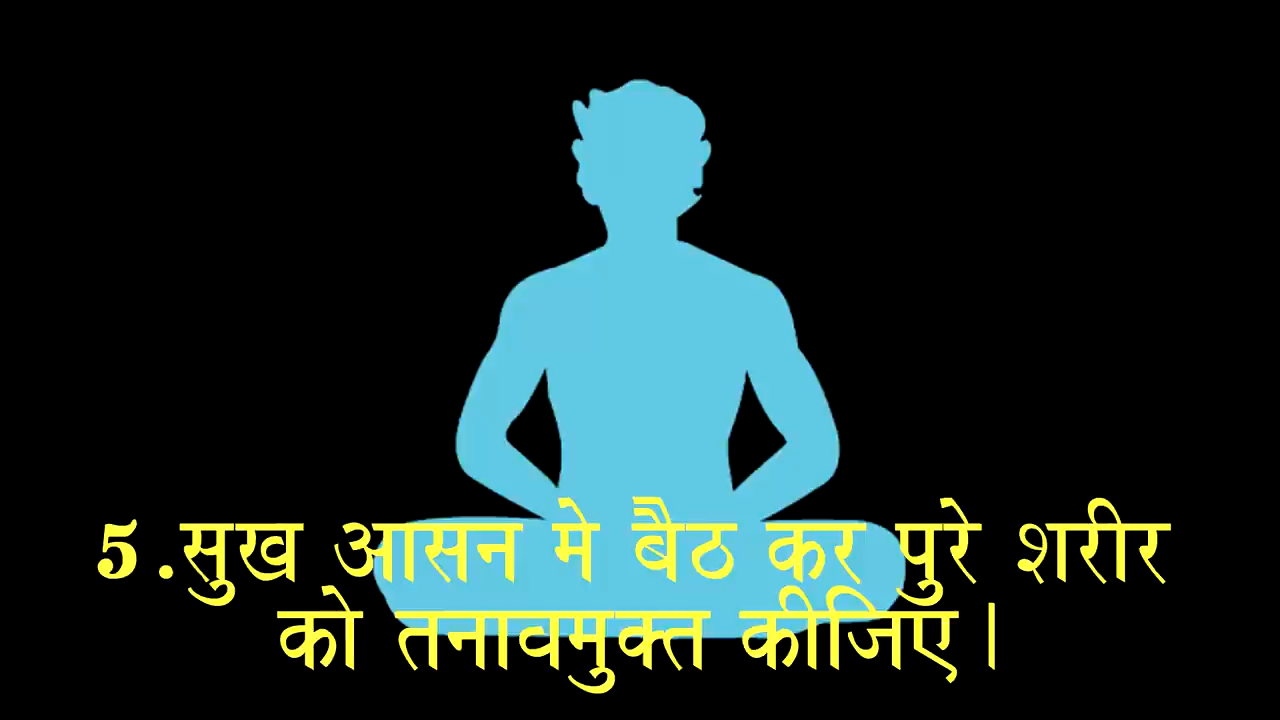 5 .सुख आसन मे बैठ कर पुरे शरीर
को तनावमुक्त कीजिए।